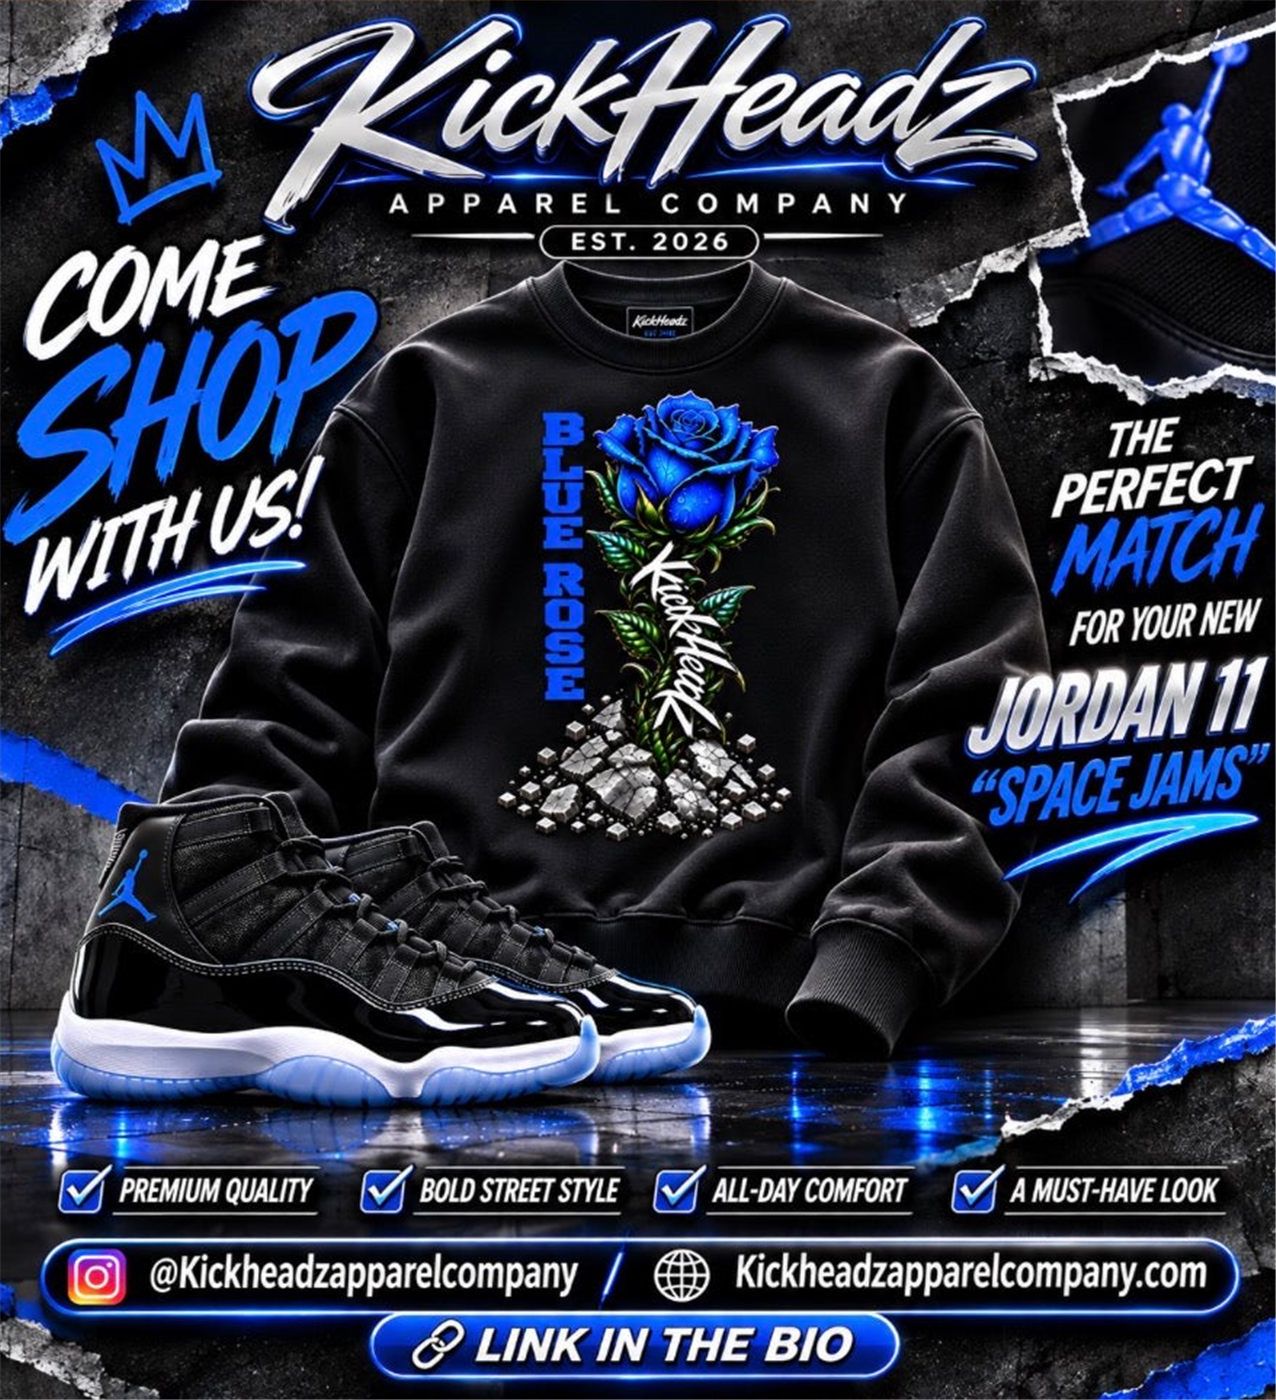 KickHeadz
APPAREL COMPANY
EST. 2026
COME
SHOP
WITH US!
KickHeadz
BLUE ROSE
KickHeadz
THE
PERFECT
MATCH
FOR YOUR NEW
JORDAN 11
“SPACE JAMS”
PREMIUM QUALITY
BOLD STREET STYLE
ALL-DAY COMFORT
A MUST-HAVE LOOK
@Kickheadzapparelcompany / Kickheadzapparelcompany.com
LINK IN THE BIO